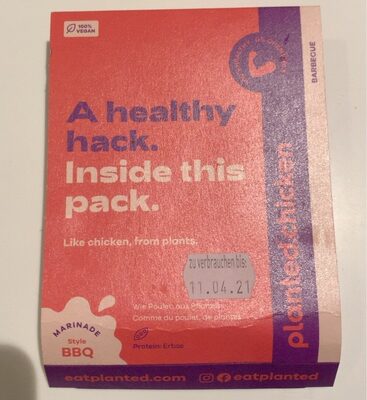 100%
VEGAN
A healthy
hack.
Inside this
pack.
Like chicken, from plants.
zu verbrauchen bis:
11.04.21
Wie Poulet, aus Pflanzen.
Comme du poulet, de plantes.
Protein: Erbse
MARINADE
Style
BBQ
BARBECUE
planted.chicken
eatplanted.com
eatplanted